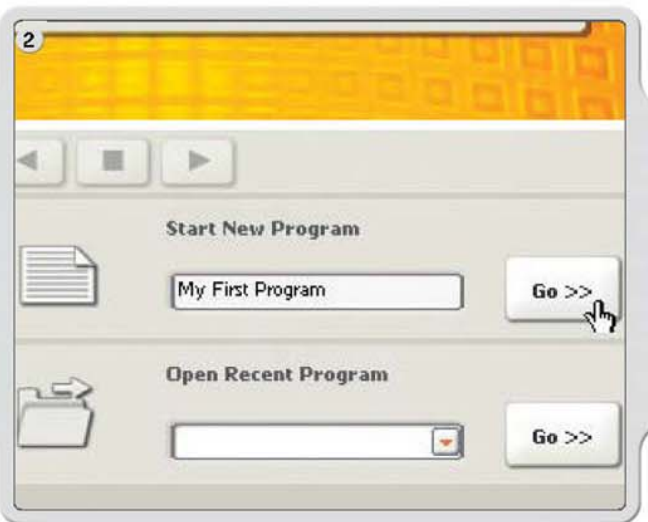 2
Start New Program
My First Program
Go >>
Open Recent Program
Go >>